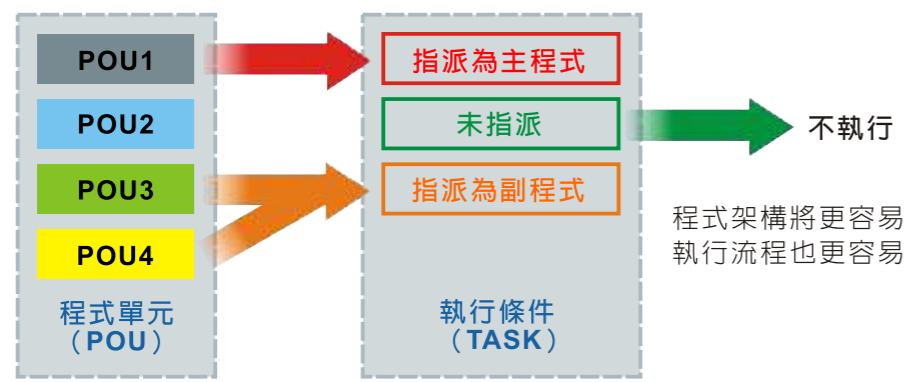 POU1
POU2
POU3
POU4
程式單元
（POU）
指派為主程式
未指派
指派為副程式
執行條件
（TASK）
不執行
程式架構將更容易
執行流程也更容易